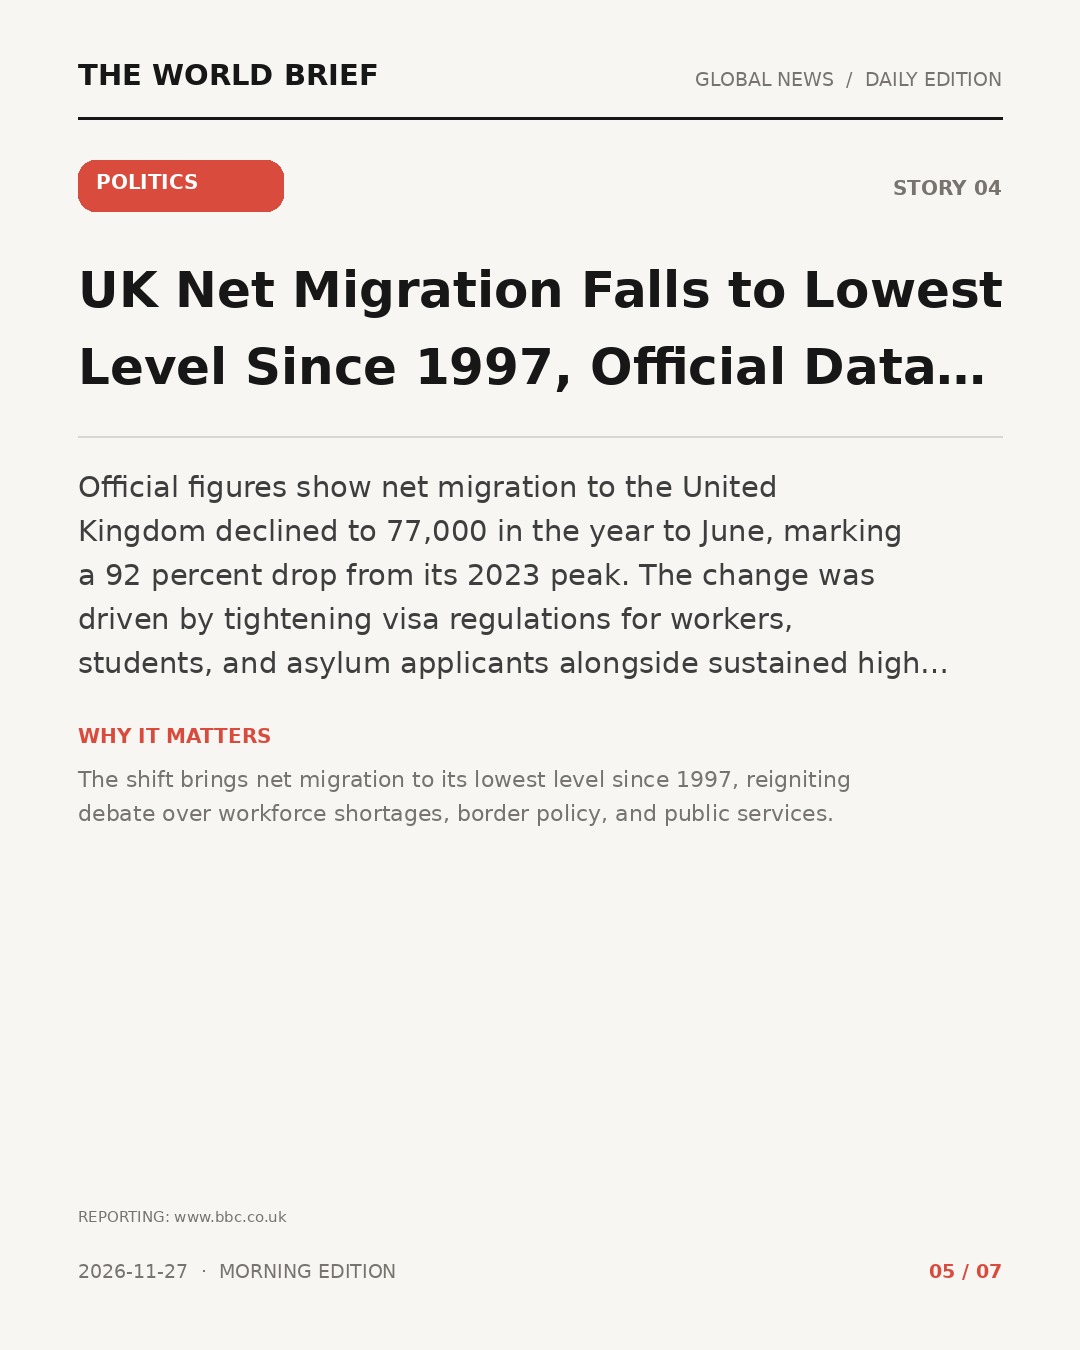 THE WORLD BRIEF
GLOBAL NEWS / DAILY EDITION
POLITICS
STORY 04
UK Net Migration Falls to Lowest
Level Since 1997, Official Data...
Official figures show net migration to the United
Kingdom declined to 77,000 in the year to June, marking
a 92 percent drop from its 2023 peak. The change was
driven by tightening visa regulations for workers,
students, and asylum applicants alongside sustained high...
WHY IT MATTERS
The shift brings net migration to its lowest level since 1997, reigniting
debate over workforce shortages, border policy, and public services.
REPORTING: www.bbc.co.uk
2026-11-27 · MORNING EDITION
05 / 07